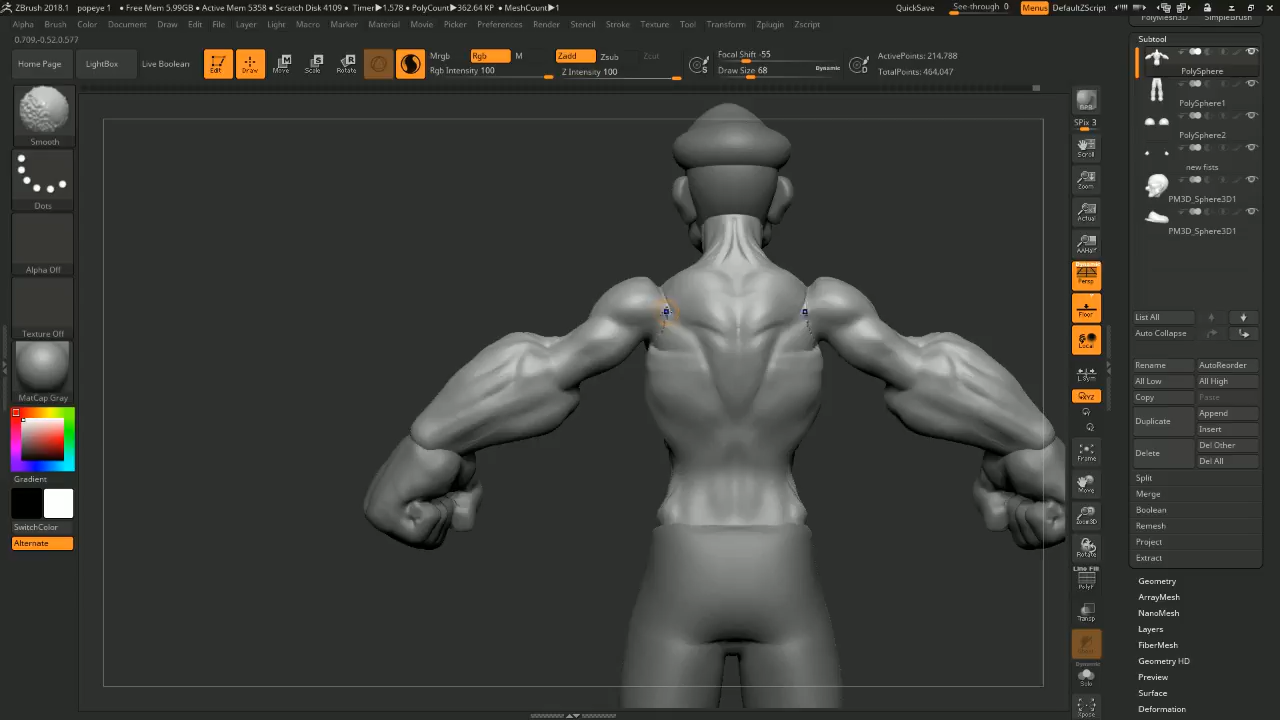 ZBrush 2018.1 popeye 1 • Free Mem 5.99GB • Active Mem 5358 • Scratch Disk 4109 • Timer▶1.578 • PolyCount▶362.64 KP • MeshCount▶1 QuickSave See-through 0 Menus DefaultZScript
Alpha Brush Color Document Draw Edit File Layer Light Macro Marker Material Movie Picker Preferences Render Stencil Stroke Texture Tool Transform Zplugin Zscript
0.709,-0.52,0.577
Home Page LightBox Live Boolean Edit Draw Move Scale Rotate Mrgb Rgb M Zadd Zsub Zcut Focal Shift -55 ActivePoints: 214,788
Rgb Intensity 100 Z Intensity 100 Draw Size 68 Dynamic TotalPoints: 464,047
S
D
Smooth
Dots
Alpha Off
Texture Off
MatCap Gray
Gradient
SwitchColor
Alternate
BPR
SPix 3
Scroll
Zoom
Actual
AAHalf
Dynamic
Persp
Floor
Local
L.Sym
XYZ
Frame
Move
Zoom3D
Rotate
Line Fill
PolyF
Transp
Dynamic
Solo
Xpose
PolyMesh3D SimpleBrush
Subtool
PolySphere
PolySphere1
PolySphere2
new fists
PM3D_Sphere3D1
PM3D_Sphere3D1
List All
Auto Collapse
Rename AutoReorder
All Low All High
Copy Paste
Duplicate Append
Insert
Delete Del Other
Del All
Split
Merge
Boolean
Remesh
Project
Extract
Geometry
ArrayMesh
NanoMesh
Layers
FiberMesh
Geometry HD
Preview
Surface
Deformation